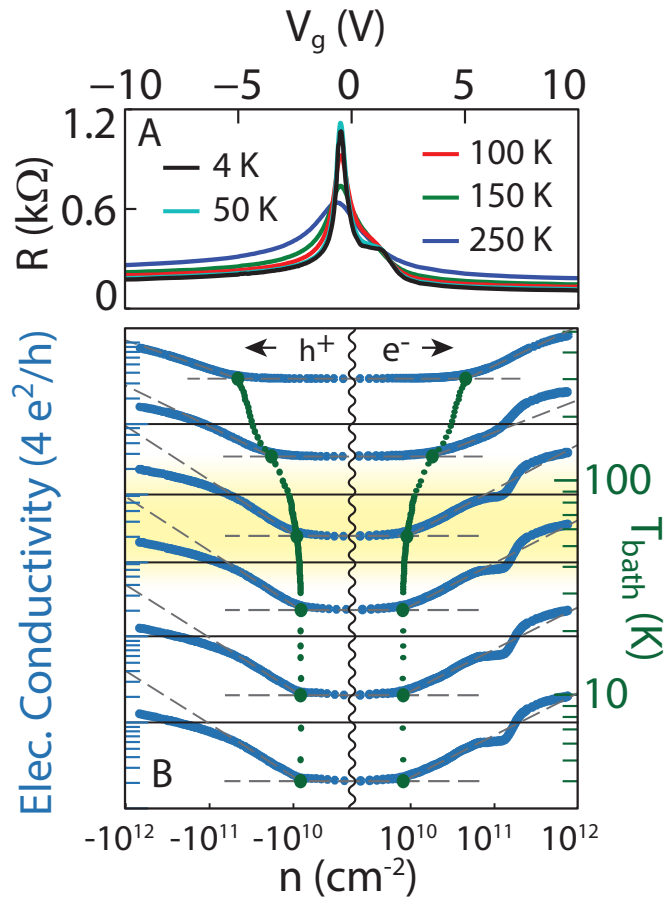 V_g (V)
−10 −5 0 5 10
A
1.2
0.6
0
R (kΩ)
4 K
50 K
100 K
150 K
250 K
h⁺ e⁻
Elec. Conductivity (4 e²/h)
100
10
T_bath (K)
B
-10¹² -10¹¹ -10¹⁰ 10¹⁰ 10¹¹ 10¹²
n (cm⁻²)